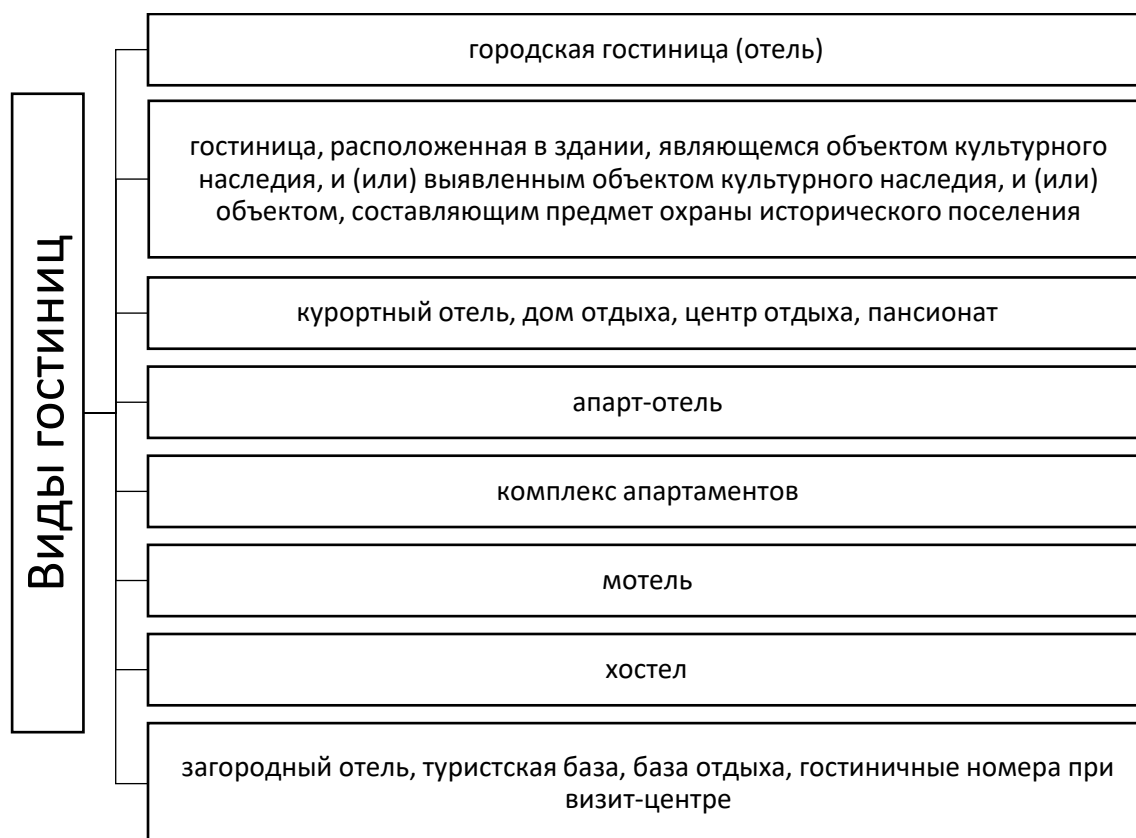 Виды гостиниц
городская гостиница (отель)
гостиница, расположенная в здании, являющемся объектом культурного
наследия, и (или) выявленным объектом культурного наследия, и (или)
объектом, составляющим предмет охраны исторического поселения
курортный отель, дом отдыха, центр отдыха, пансионат
апарт-отель
комплекс апартаментов
мотель
хостел
загородный отель, туристская база, база отдыха, гостиничные номера при
визит-центре